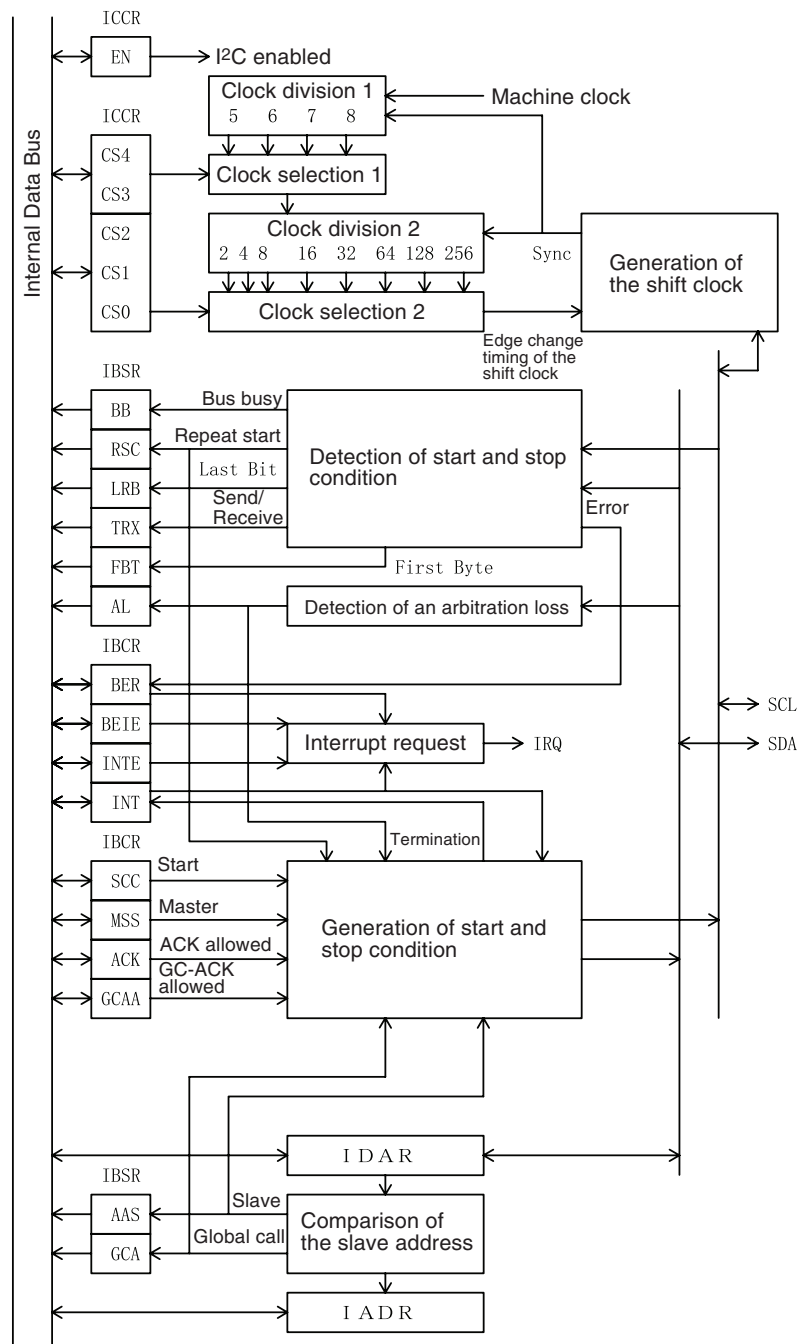 ICCR
EN
I²C enabled
Clock division 1
5 6 7 8
Machine clock
ICCR
CS4
CS3
CS2
CS1
CS0
Clock selection 1
Clock division 2
2 4 8 16 32 64 128 256
Clock selection 2
Sync
Generation of
the shift clock
Edge change
timing of the
shift clock
Internal Data Bus
IBSR
BB
RSC
LRB
TRX
FBT
AL
Bus busy
Repeat start
Last Bit
Send/
Receive
Detection of start and stop
condition
Error
First Byte
Detection of an arbitration loss
IBCR
BER
BEIE
INTE
INT
Interrupt request
IRQ
SCL
SDA
Termination
IBCR
SCC
MSS
ACK
GCAA
Start
Master
ACK allowed
GC-ACK
allowed
Generation of start and
stop condition
IDAR
IBSR
AAS
GCA
Slave
Global call
Comparison of
the slave address
IADR